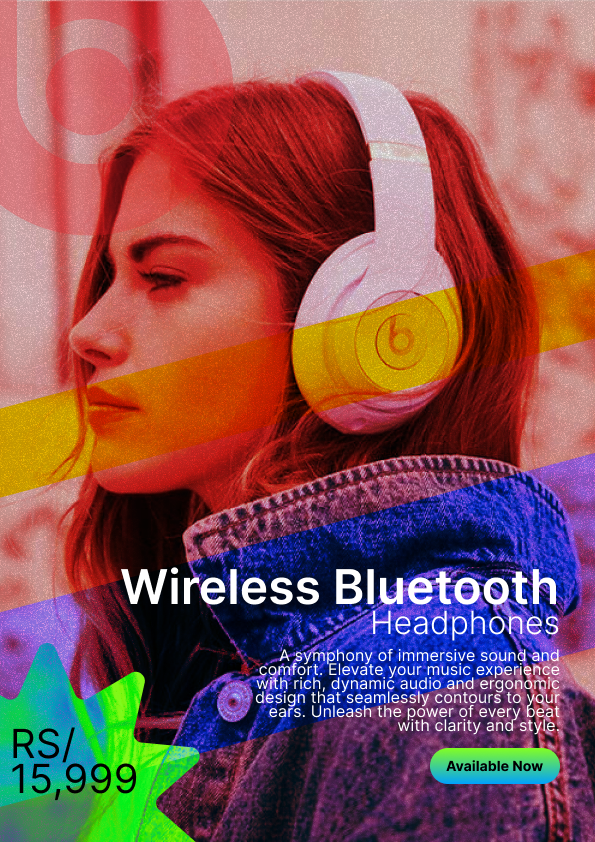 Wireless Bluetooth
Headphones
A symphony of immersive sound and
comfort. Elevate your music experience
with rich, dynamic audio and ergonomic
design that seamlessly contours to your
ears. Unleash the power of every beat
with clarity and style.
RS/
15,999
Available Now